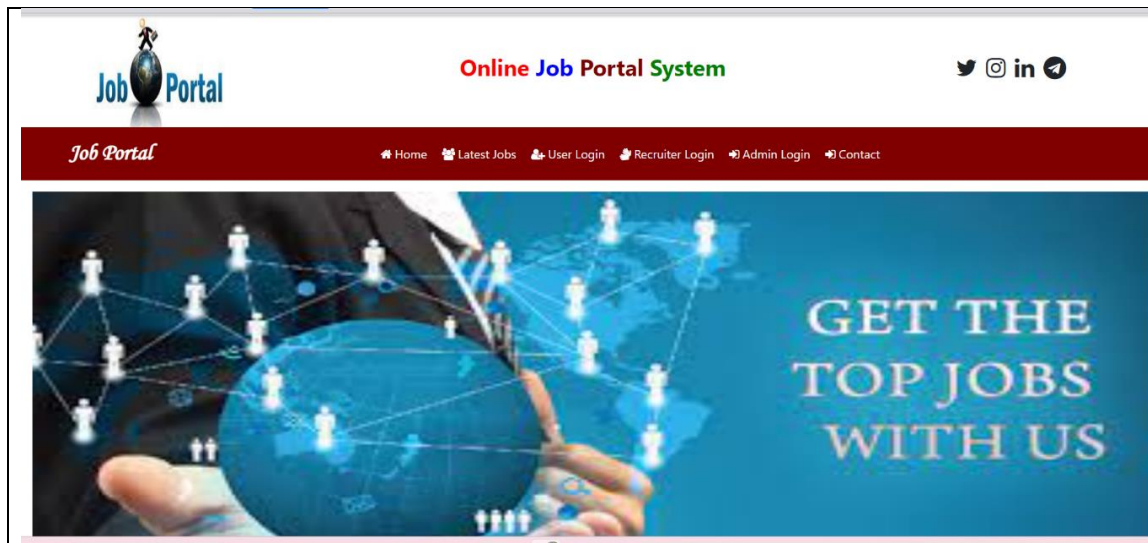 Job Portal
Online Job Portal System
Job Portal
Home Latest Jobs User Login Recruiter Login Admin Login Contact
GET THE
TOP JOBS
WITH US